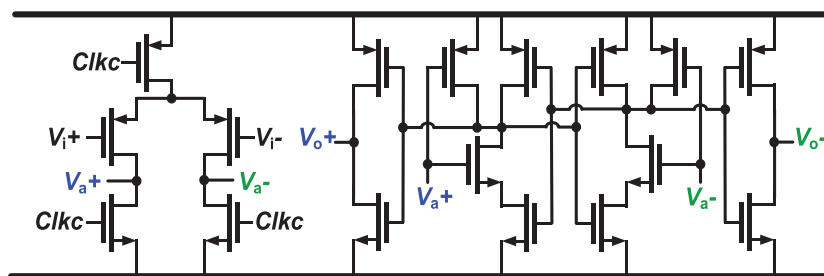 Clkc
Vi+
Vi-
Va+
Va-
Clkc
Clkc
Vo+
Va+
Va-
Vo-